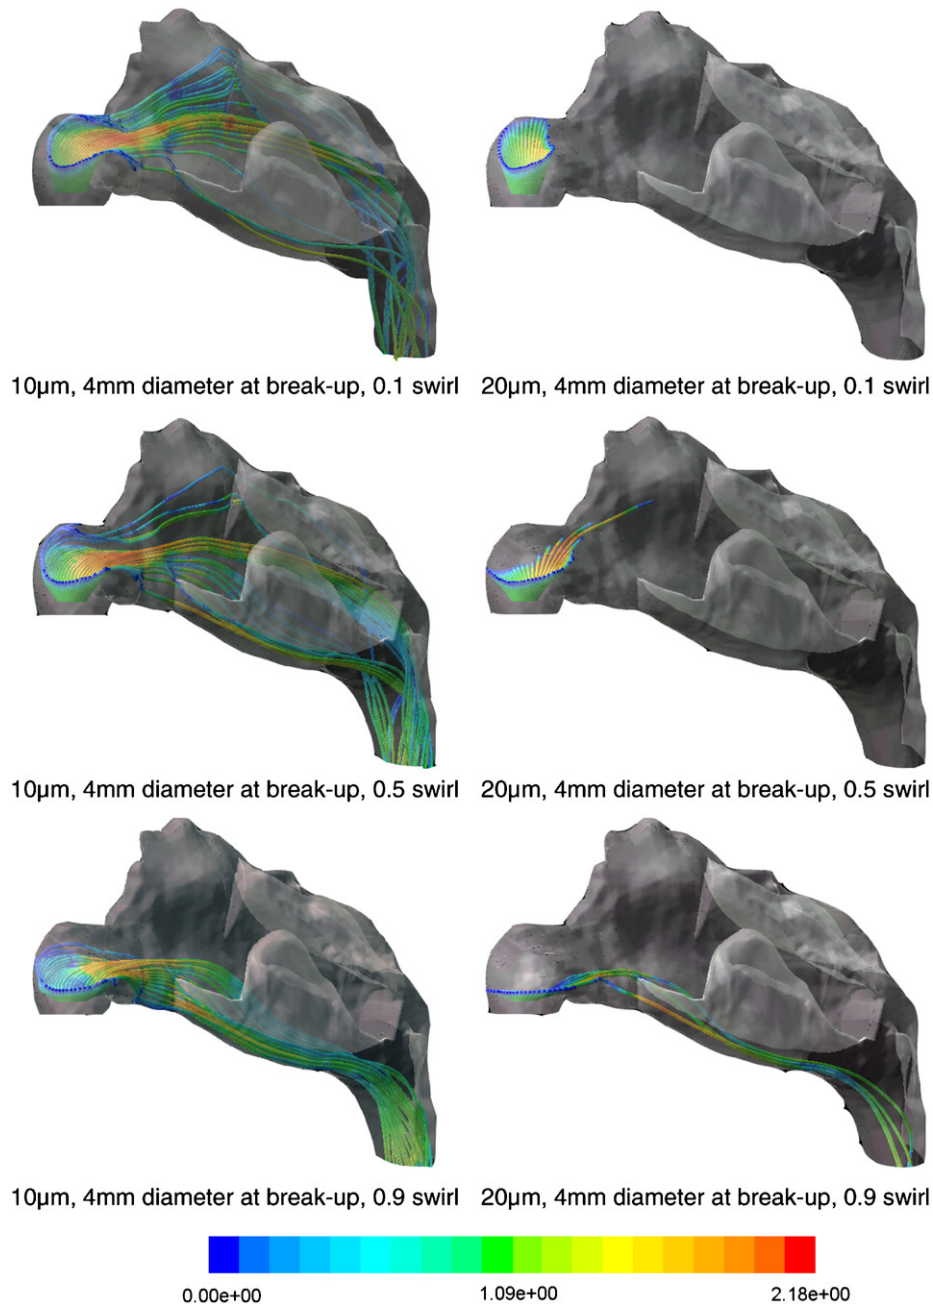 10µm, 4mm diameter at break-up, 0.1 swirl
20µm, 4mm diameter at break-up, 0.1 swirl
10µm, 4mm diameter at break-up, 0.5 swirl
20µm, 4mm diameter at break-up, 0.5 swirl
10µm, 4mm diameter at break-up, 0.9 swirl
20µm, 4mm diameter at break-up, 0.9 swirl
0.00e+00
1.09e+00
2.18e+00